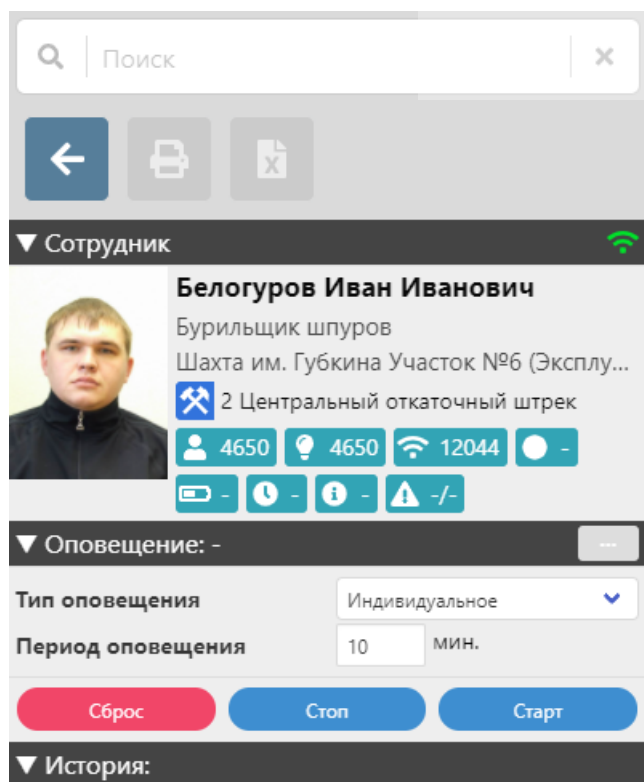 Поиск
Сотрудник
Белогуров Иван Иванович
Бурильщик шпуров
Шахта им. Губкина Участок №6 (Эксплу...
2 Центральный откаточный штрек
4650 4650 12044 -
- - - -/-
Оповещение: - ---
Тип оповещения Индивидуальное
Период оповещения 10 мин.
Сброс Стоп Старт
История: